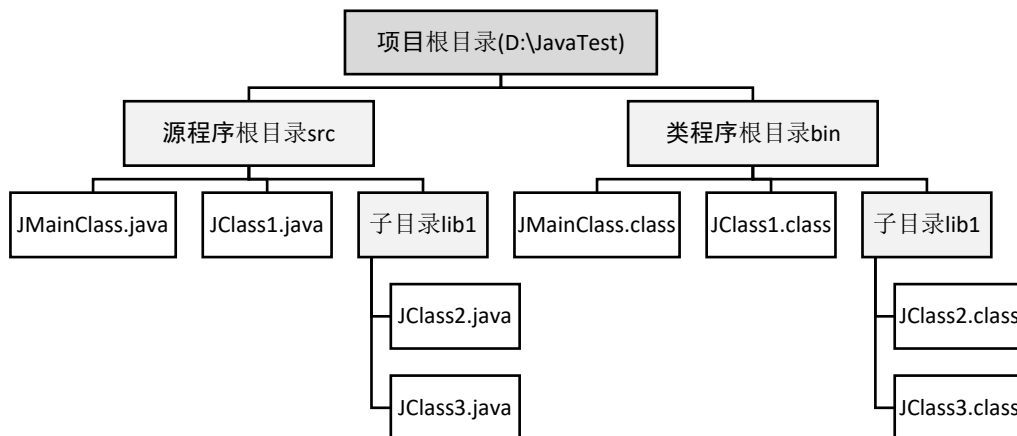 项目根目录(D:\JavaTest)
源程序根目录src
类程序根目录bin
JMainClass.java
JClass1.java
子目录lib1
JMainClass.class
JClass1.class
子目录lib1
JClass2.java
JClass2.class
JClass3.java
JClass3.class